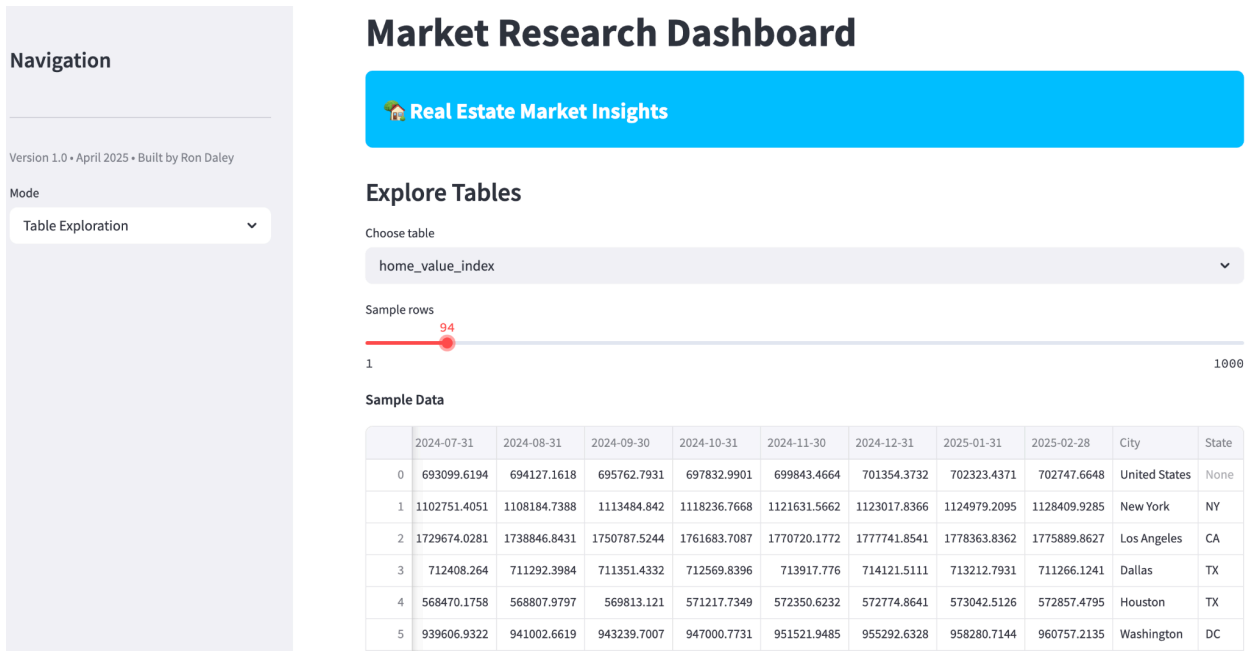 Navigation
Version 1.0 • April 2025 • Built by Ron Daley
Mode
Table Exploration
Market Research Dashboard
Real Estate Market Insights
Explore Tables
Choose table
home_value_index
Sample rows
94
1 1000
Sample Data
2024-07-31 2024-08-31 2024-09-30 2024-10-31 2024-11-30 2024-12-31 2025-01-31 2025-02-28 City State
0 693099.6194 694127.1618 695762.7931 697832.9901 699843.4664 701354.3732 702323.4371 702747.6648 United States None
1 1102751.4051 1108184.7388 1113484.842 1118236.7668 1121631.5662 1123017.8366 1124979.2095 1128409.9285 New York NY
2 1729674.0281 1738846.8431 1750787.5244 1761683.7087 1770720.1772 1777741.8541 1778363.8362 1775889.8627 Los Angeles CA
3 712408.264 711292.3984 711351.4332 712569.8396 713917.776 714121.5111 713212.7931 711266.1241 Dallas TX
4 568470.1758 568807.9797 569813.121 571217.7349 572350.6232 572774.8641 573042.5126 572857.4795 Houston TX
5 939606.9322 941002.6619 943239.7007 947000.7731 951521.9485 955292.6328 958280.7144 960757.2135 Washington DC